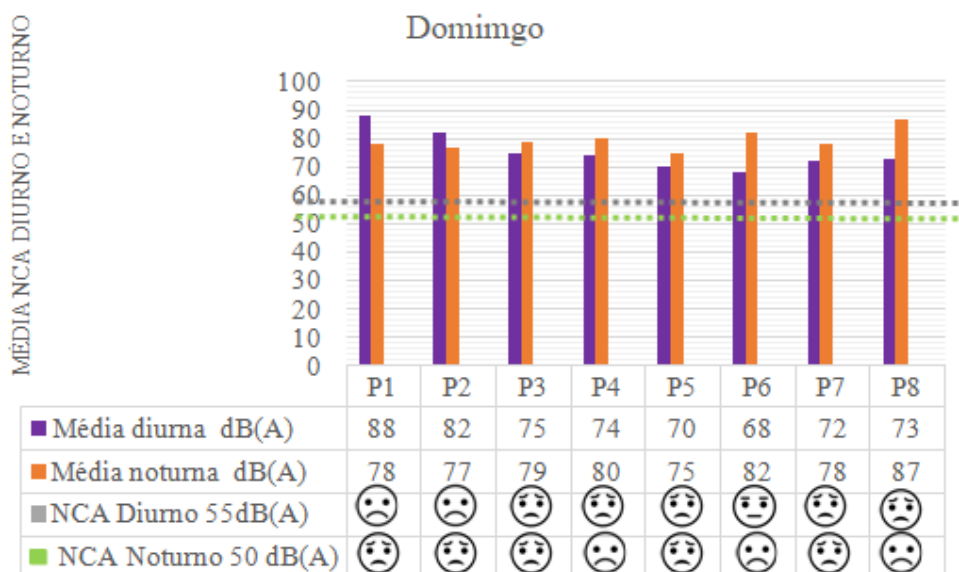 Domimgo
MÉDIA NCA DIURNO E NOTURNO
100
90
80
70
60
50
40
30
20
10
0
P1 P2 P3 P4 P5 P6 P7 P8
Média diurna dB(A) 88 82 75 74 70 68 72 73
Média noturna dB(A) 78 77 79 80 75 82 78 87
NCA Diurno 55dB(A)
NCA Noturno 50 dB(A)